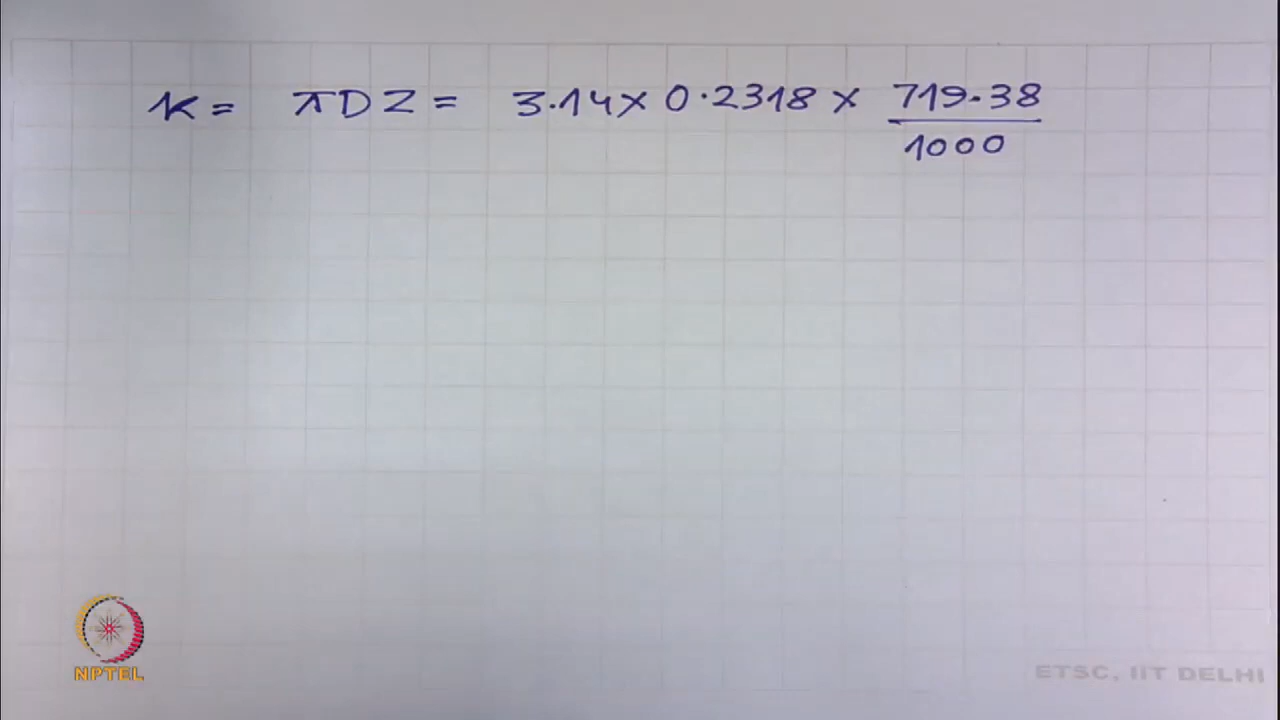 K = πDZ = 3.14 x 0.2318 x 719.38
1000
NPTEL
ETSC, IIT DELHI